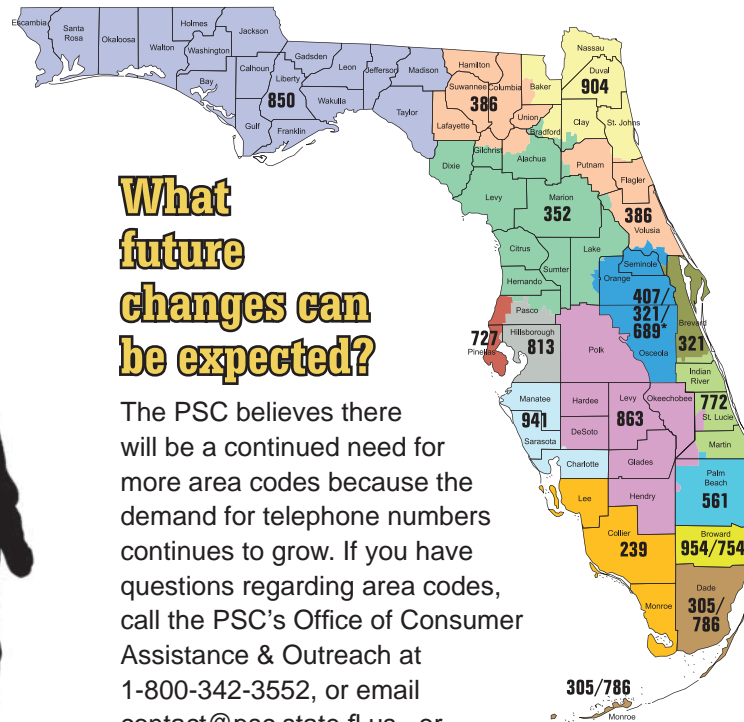 What
future
changes can
be expected?
The PSC believes there
will be a continued need for
more area codes because the
demand for telephone numbers
continues to grow. If you have
questions regarding area codes,
call the PSC's Office of Consumer
Assistance & Outreach at
1-800-342-3552, or email
contact@psc.state.fl.us, or
Escambia
Santa
Rosa
Okaloosa
Walton
Holmes
Washington
Jackson
Bay
Calhoun
Gulf
Liberty
850
Franklin
Gadsden
Leon
Wakulla
Jefferson
Madison
Taylor
Hamilton
Suwannee
Columbia
386
Lafayette
Baker
Union
Bradford
Nassau
Duval
904
Clay
St. Johns
Dixie
Gilchrist
Alachua
Putnam
Flagler
386
Volusia
Levy
Marion
352
Citrus
Sumter
Lake
Hernando
Seminole
Orange
407/
321/
689*
Osceola
Brevard
321
Pasco
727
Pinellas
Hillsborough
813
Polk
Indian
River
772
St. Lucie
Martin
Manatee
941
Sarasota
Hardee
DeSoto
Levy
863
Okeechobee
Charlotte
Glades
Palm
Beach
561
Lee
Hendry
Collier
239
Broward
954/754
Monroe
Dade
305/
786
305/786
Monroe